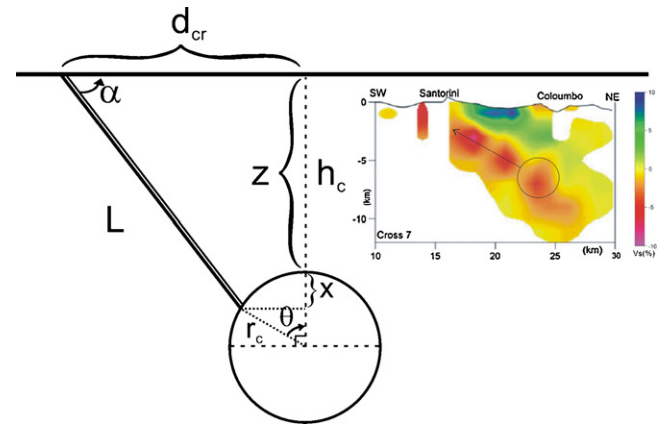 d_cr
α
z
h_c
L
x
θ
r_c
SW Santorini Coloumbo NE
0
-5
-10
(km)
Cross 7
10 15 20 25 30
(km)
10
5
0
-5
-10
Vs(%)